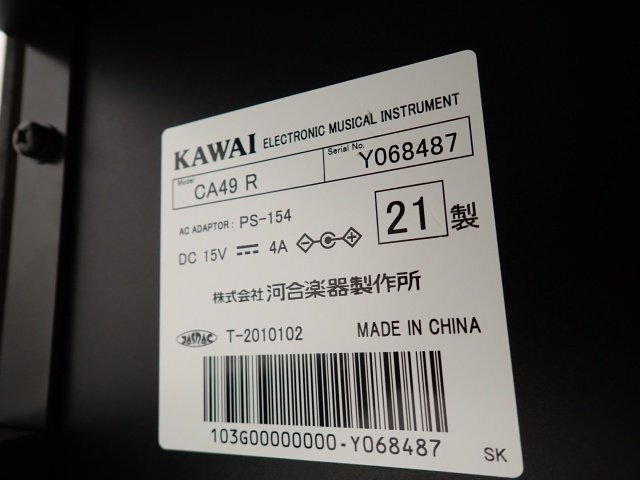 KAWAI ELECTRONIC MUSICAL INSTRUMENT
Model CA49 R
Serial No. Y068487
AC ADAPTOR: PS-154
DC 15V 4A
21 製
株式会社 河合楽器製作所
JASRAC T-2010102 MADE IN CHINA
103G00000000-Y068487
SK